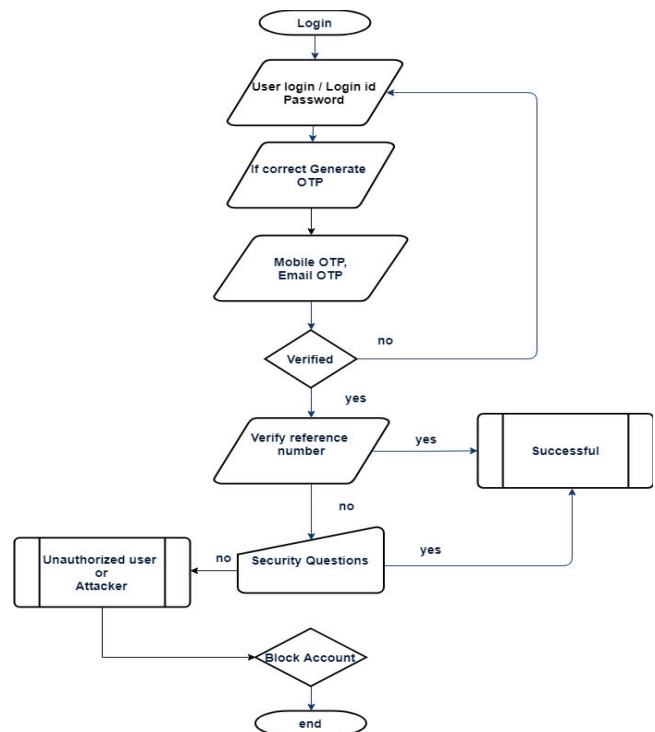 Login
User login / Login id
Password
If correct Generate
OTP
Mobile OTP,
Email OTP
Verified
no
yes
Verify reference
number
yes
Successful
no
Security Questions
yes
no
Unauthorized user
or
Attacker
Block Account
end